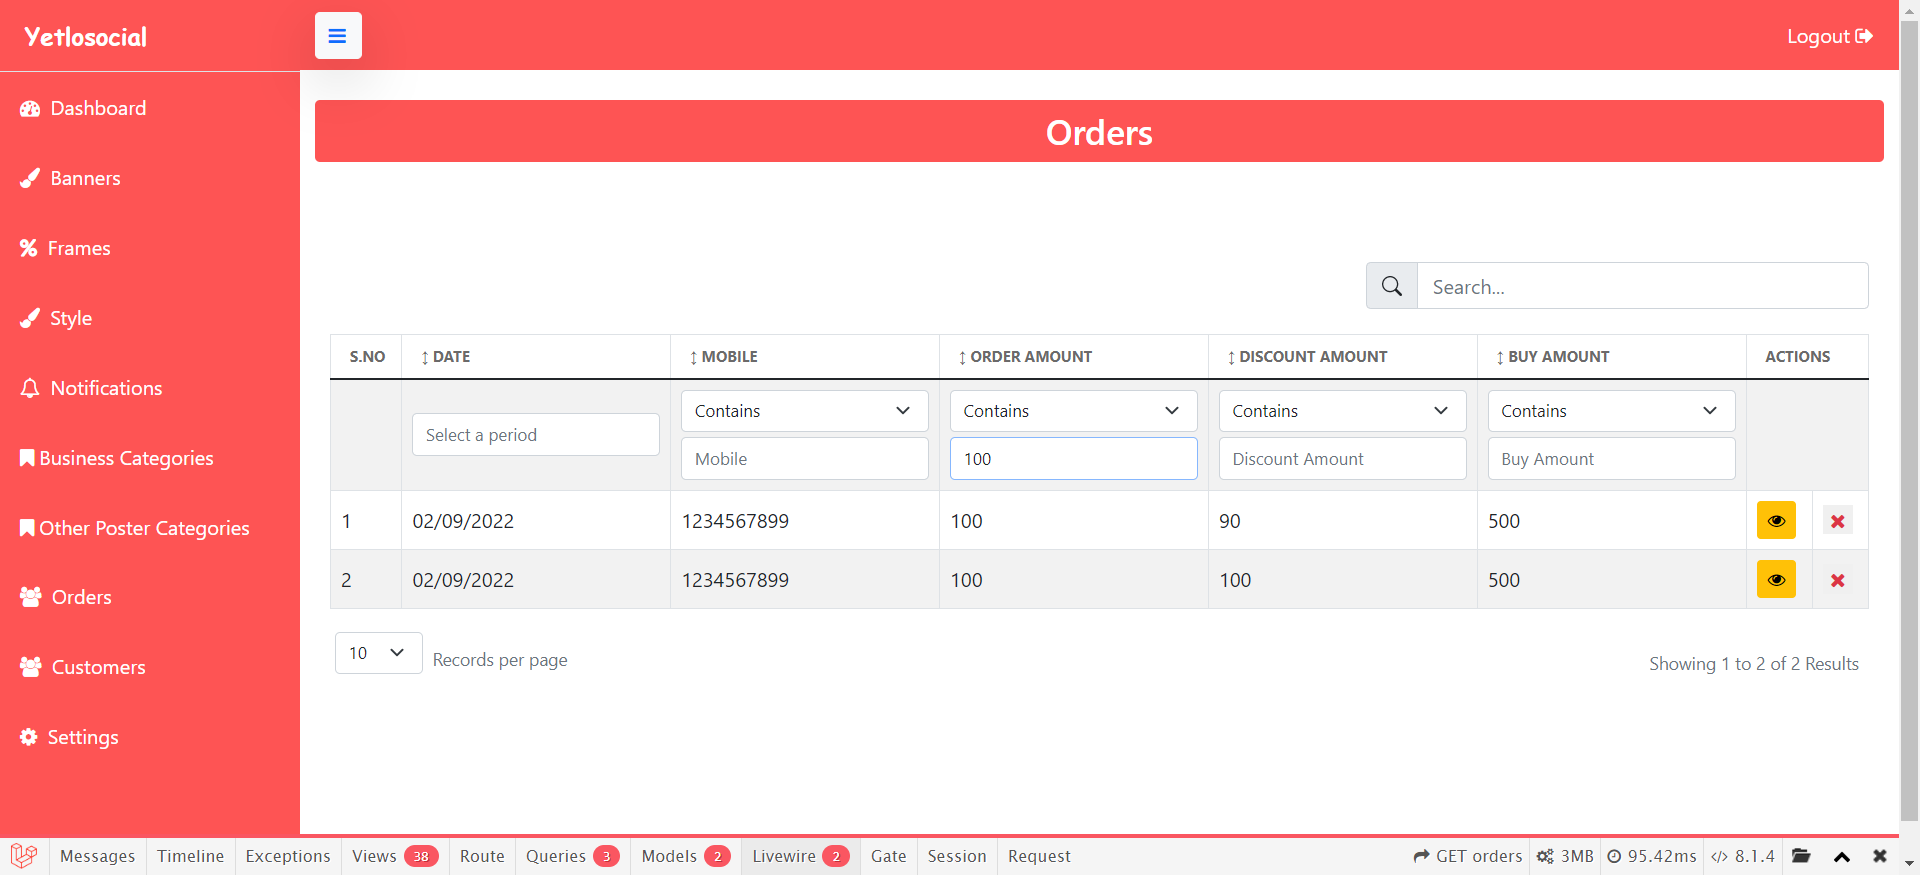 Yetlosocial
Logout
Dashboard
Banners
Frames
Style
Notifications
Business Categories
Other Poster Categories
Orders
Customers
Settings
Orders
Search...
S.NO DATE MOBILE ORDER AMOUNT DISCOUNT AMOUNT BUY AMOUNT ACTIONS
Contains Contains Contains Contains
Select a period
Mobile 100 Discount Amount Buy Amount
1 02/09/2022 1234567899 100 90 500
2 02/09/2022 1234567899 100 100 500
10 Records per page
Showing 1 to 2 of 2 Results
Messages Timeline Exceptions Views 38 Route Queries 3 Models 2 Livewire 2 Gate Session Request GET orders 3MB 95.42ms 8.1.4